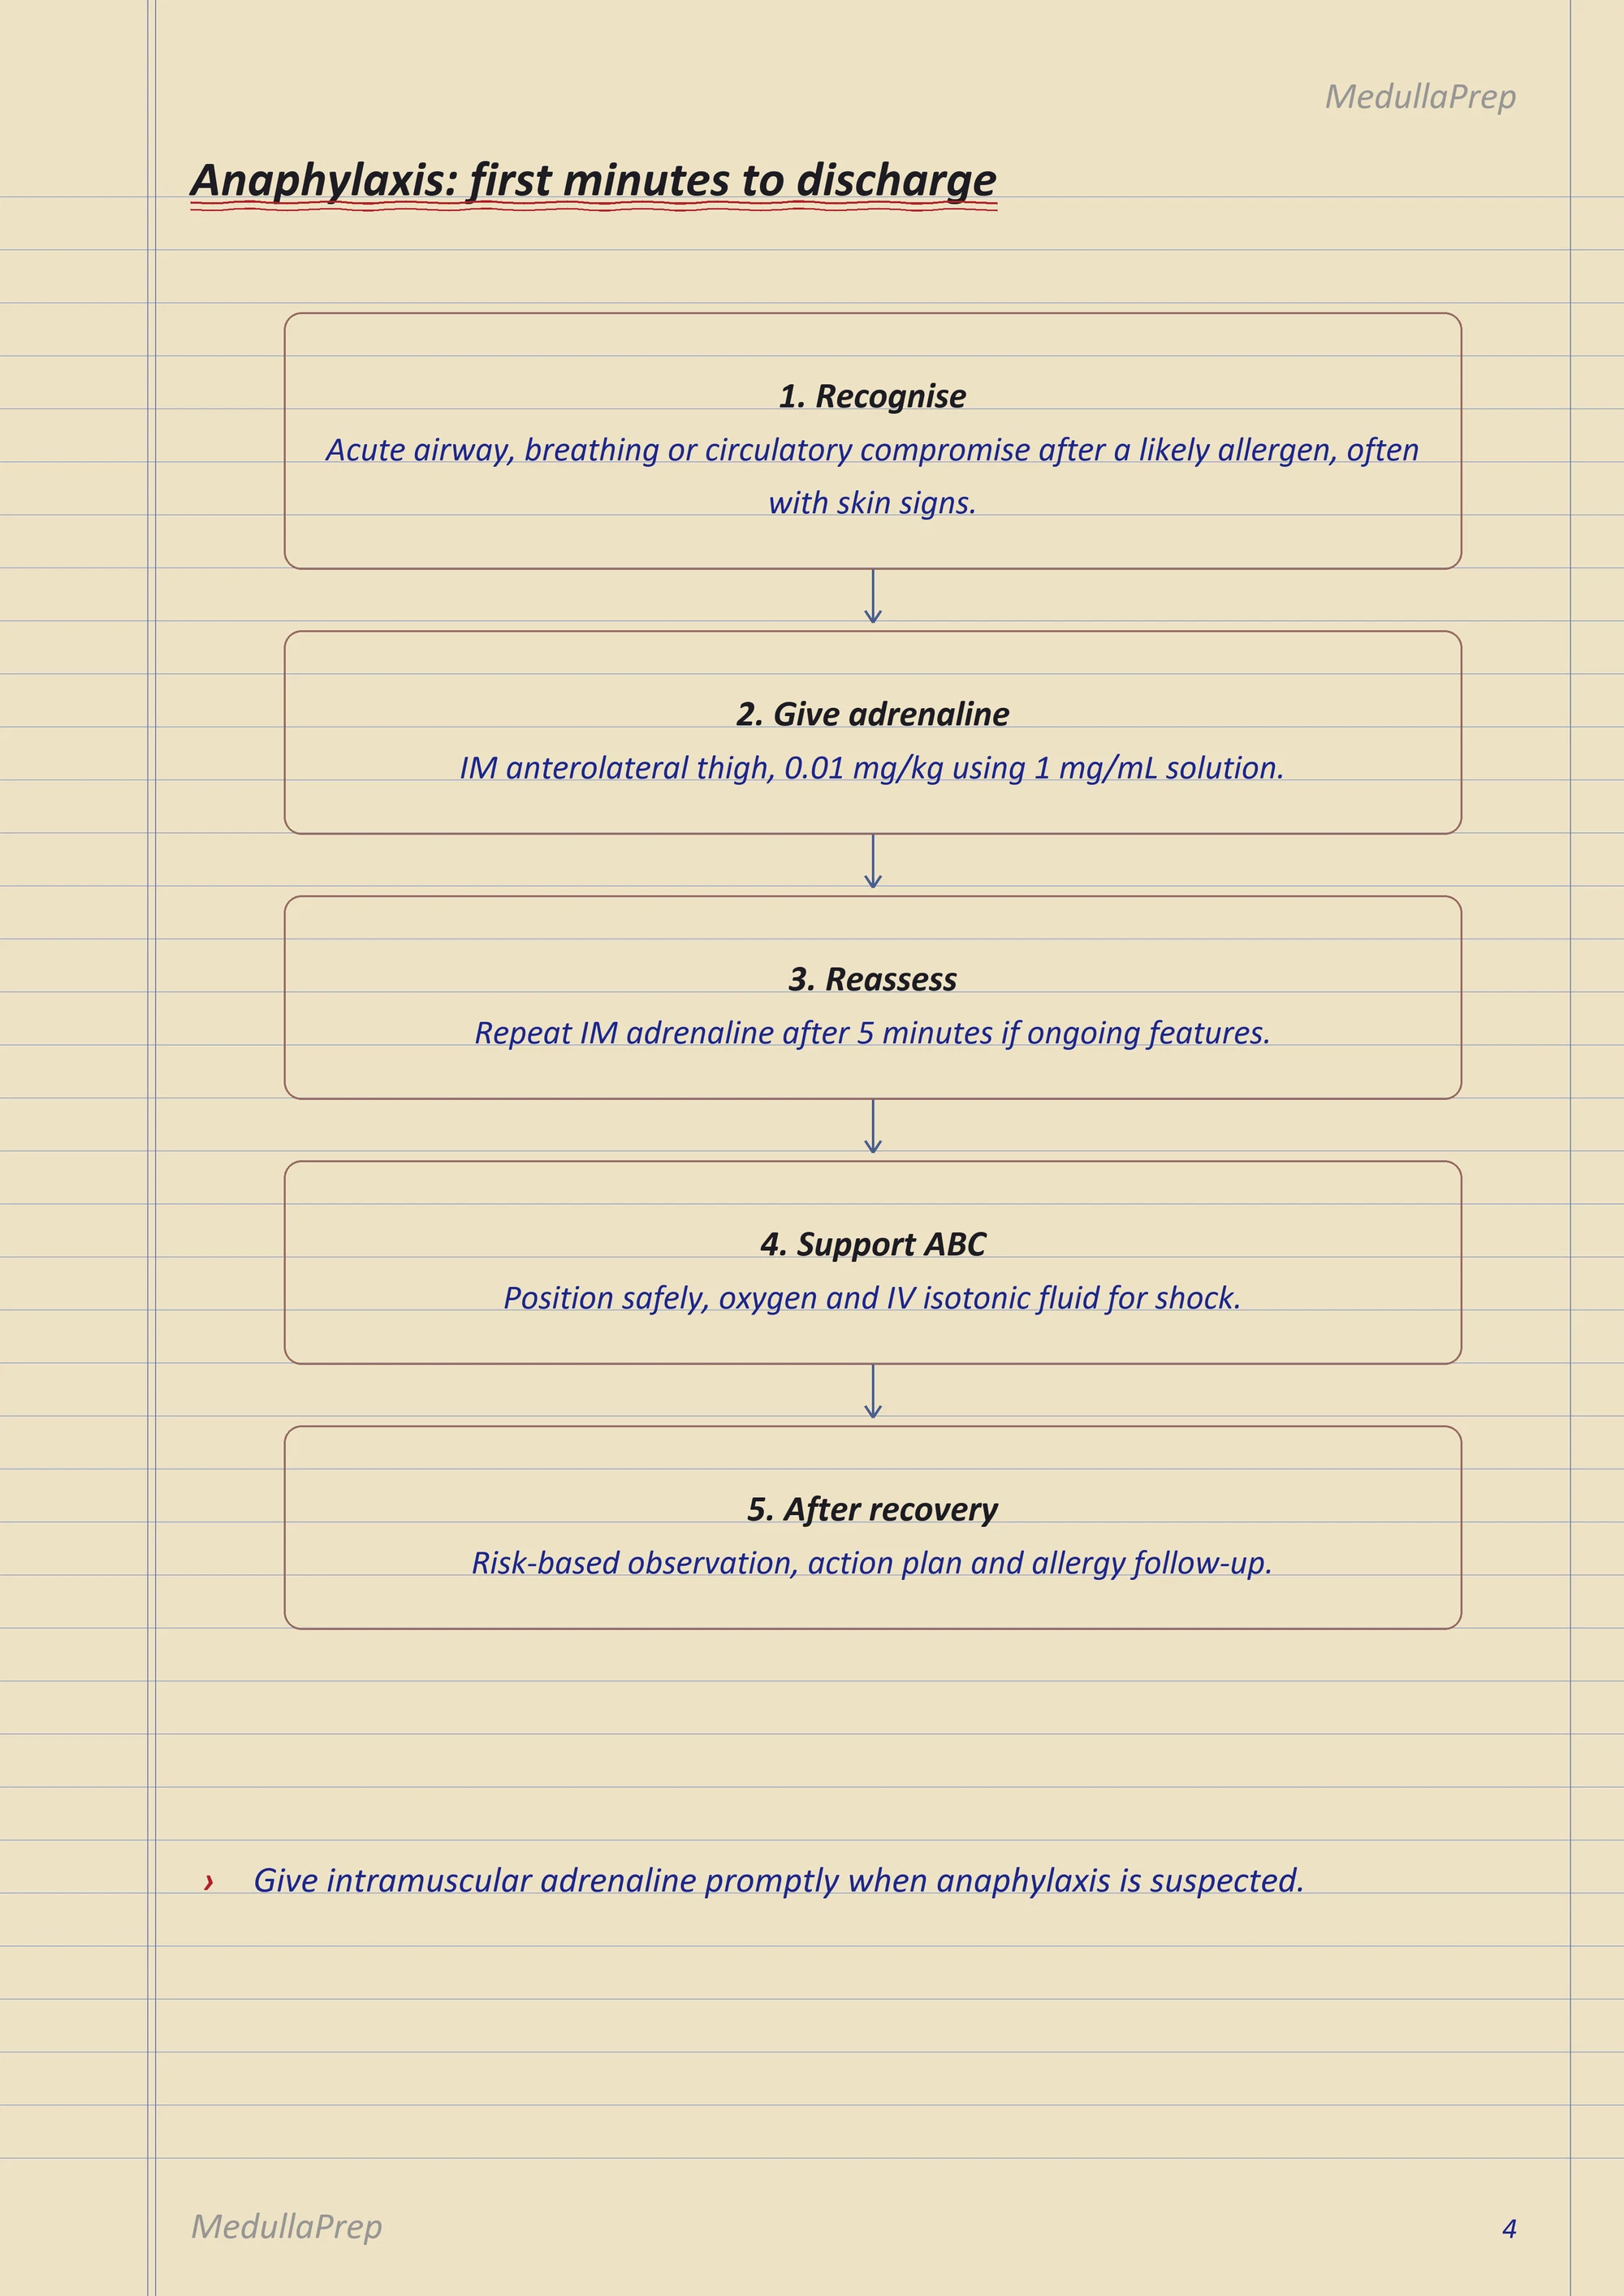 MedullaPrep
Anaphylaxis: first minutes to discharge
1. Recognise
Acute airway, breathing or circulatory compromise after a likely allergen, often
with skin signs.
2. Give adrenaline
IM anterolateral thigh, 0.01 mg/kg using 1 mg/mL solution.
3. Reassess
Repeat IM adrenaline after 5 minutes if ongoing features.
4. Support ABC
Position safely, oxygen and IV isotonic fluid for shock.
5. After recovery
Risk-based observation, action plan and allergy follow-up.
› Give intramuscular adrenaline promptly when anaphylaxis is suspected.
MedullaPrep
4